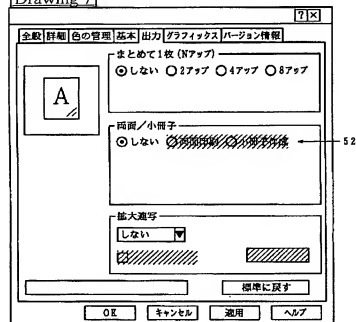 Drawing 7
?×
全般 詳細 色の管理 基本 出力 グラフィックス バージョン情報
A
まとめて1枚 (Nアップ)
しない 2アップ 4アップ 8アップ
両面/小冊子
しない 両面印刷 小冊子作成
52
拡大連写
しない
標準に戻す
OK キャンセル 適用 ヘルプ